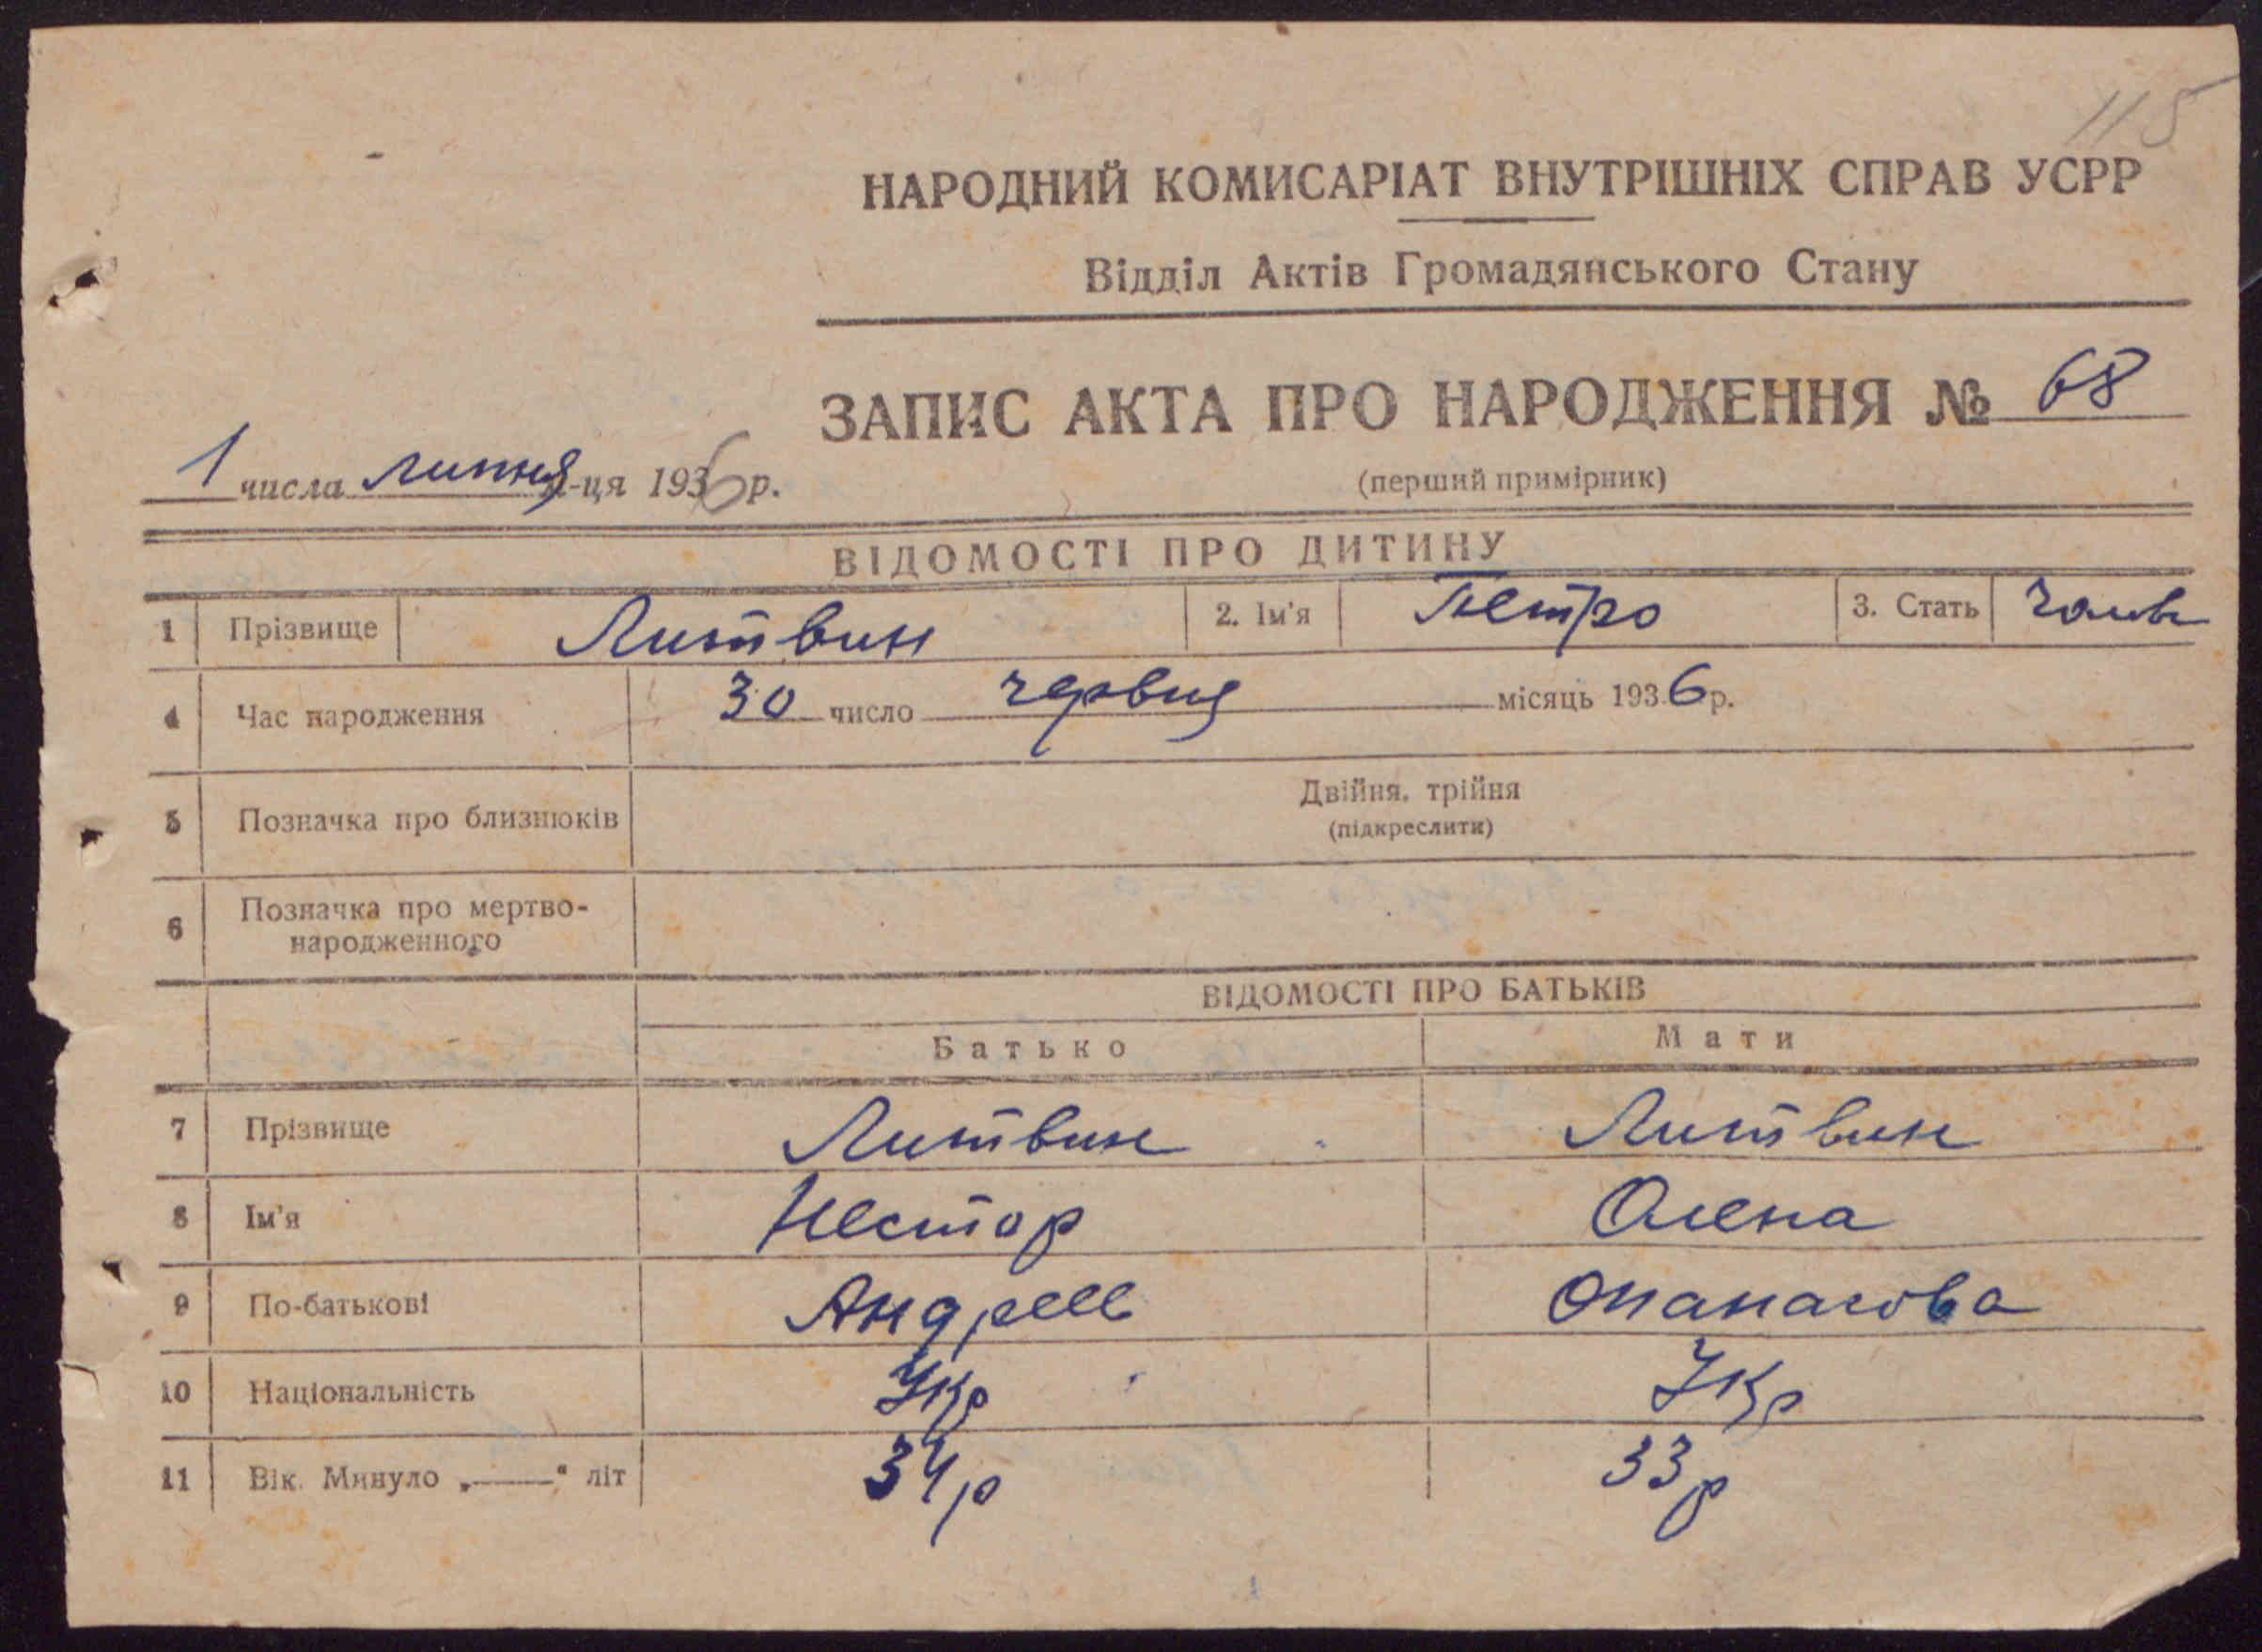 115
НАРОДНИЙ КОМИСАРІАТ ВНУТРІШНІХ СПРАВ УСРР
Відділ Актів Громадянського Стану
ЗАПИС АКТА ПРО НАРОДЖЕННЯ № 68
1 числа липня м-ця 1936 р.
(перший примірник)
ВІДОМОСТІ ПРО ДИТИНУ
1 Прізвище Литвин 2. Ім'я Петро 3. Стать чолов
4 Час народження 30 число червня місяць 1936 р.
5 Позначка про близнюків Двійня, трійня
(підкреслити)
6 Позначка про мертво-
народженного
ВІДОМОСТІ ПРО БАТЬКІВ
Батько Мати
7 Прізвище Литвин Литвин
8 Ім'я Нестор Олена
9 По-батькові Андреев Опанасова
10 Національність Укр Укр
11 Вік. Минуло „——" літ 34р 33р